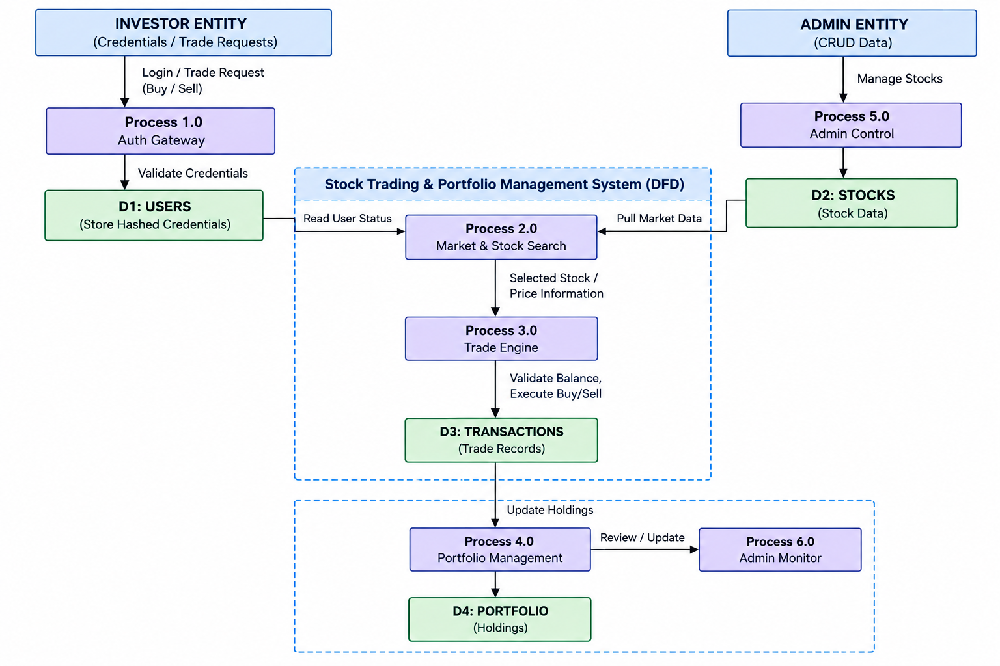 INVESTOR ENTITY
(Credentials / Trade Requests)
ADMIN ENTITY
(CRUD Data)
Login / Trade Request
(Buy / Sell)
Manage Stocks
Process 1.0
Auth Gateway
Process 5.0
Admin Control
Validate Credentials
Stock Trading & Portfolio Management System (DFD)
D1: USERS
(Store Hashed Credentials)
D2: STOCKS
(Stock Data)
Read User Status
Pull Market Data
Process 2.0
Market & Stock Search
Selected Stock /
Price Information
Process 3.0
Trade Engine
Validate Balance,
Execute Buy/Sell
D3: TRANSACTIONS
(Trade Records)
Update Holdings
Process 4.0
Portfolio Management
Review / Update
Process 6.0
Admin Monitor
D4: PORTFOLIO
(Holdings)